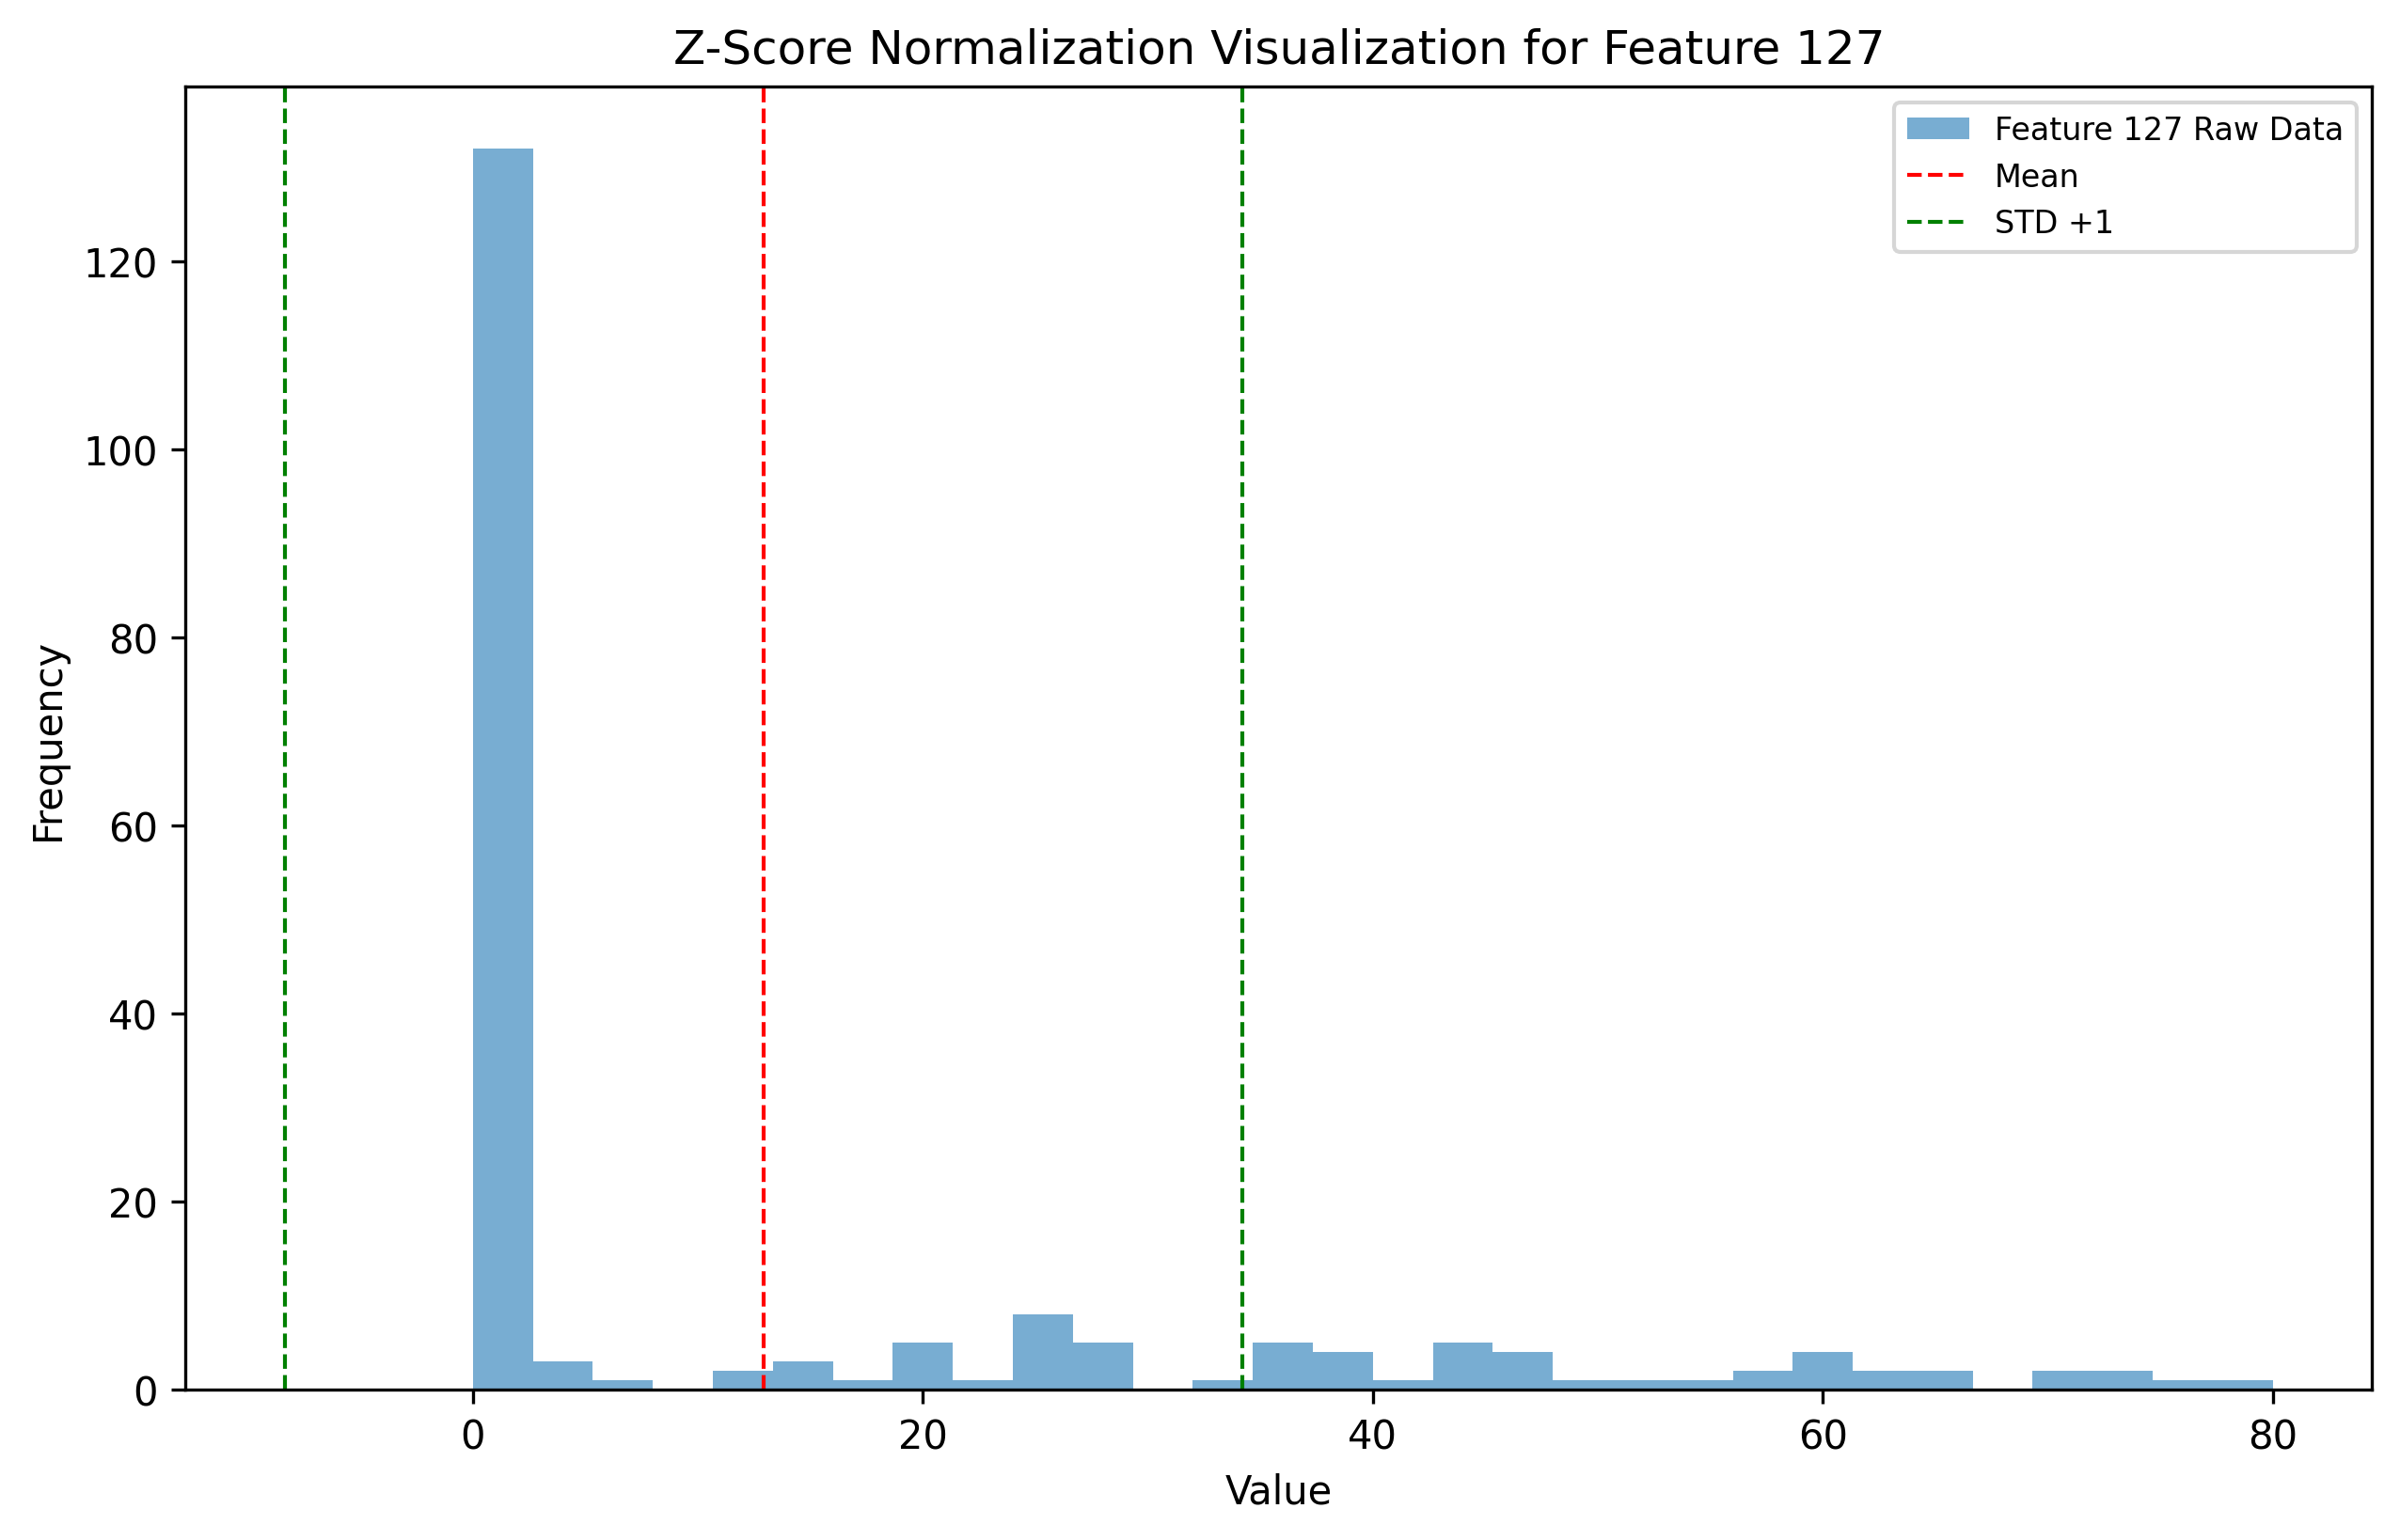 Z-Score Normalization Visualization for Feature 127
Feature 127 Raw Data
Mean
STD +1
120
100
80
60
40
20
0
Frequency
0 20 40 60 80
Value